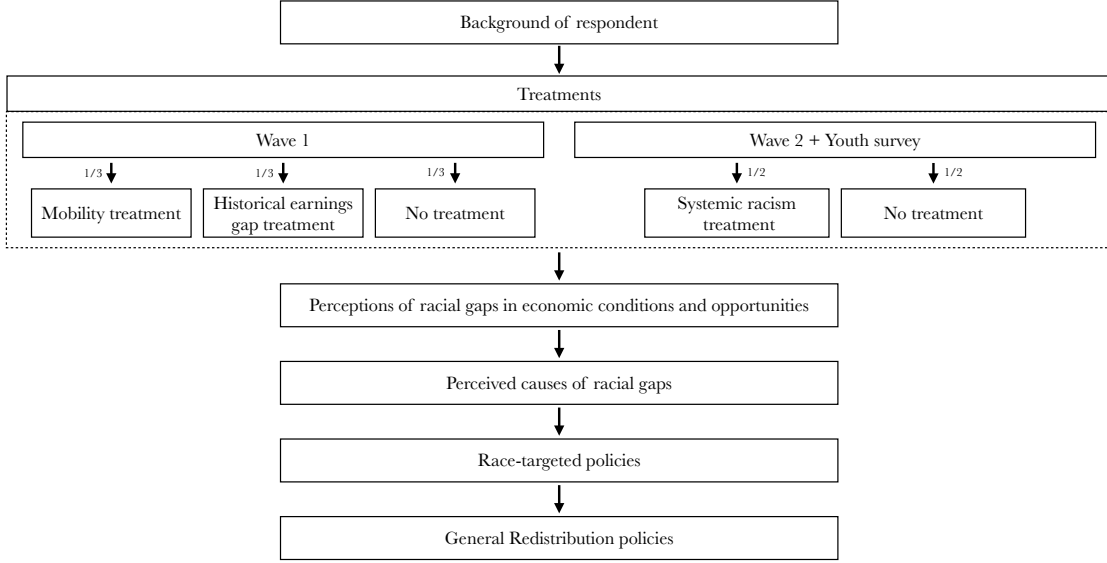 Background of respondent
Treatments
Wave 1
Wave 2 + Youth survey
1/3
1/3
1/3
1/2
1/2
Mobility treatment
Historical earnings
gap treatment
No treatment
Systemic racism
treatment
No treatment
Perceptions of racial gaps in economic conditions and opportunities
Perceived causes of racial gaps
Race-targeted policies
General Redistribution policies